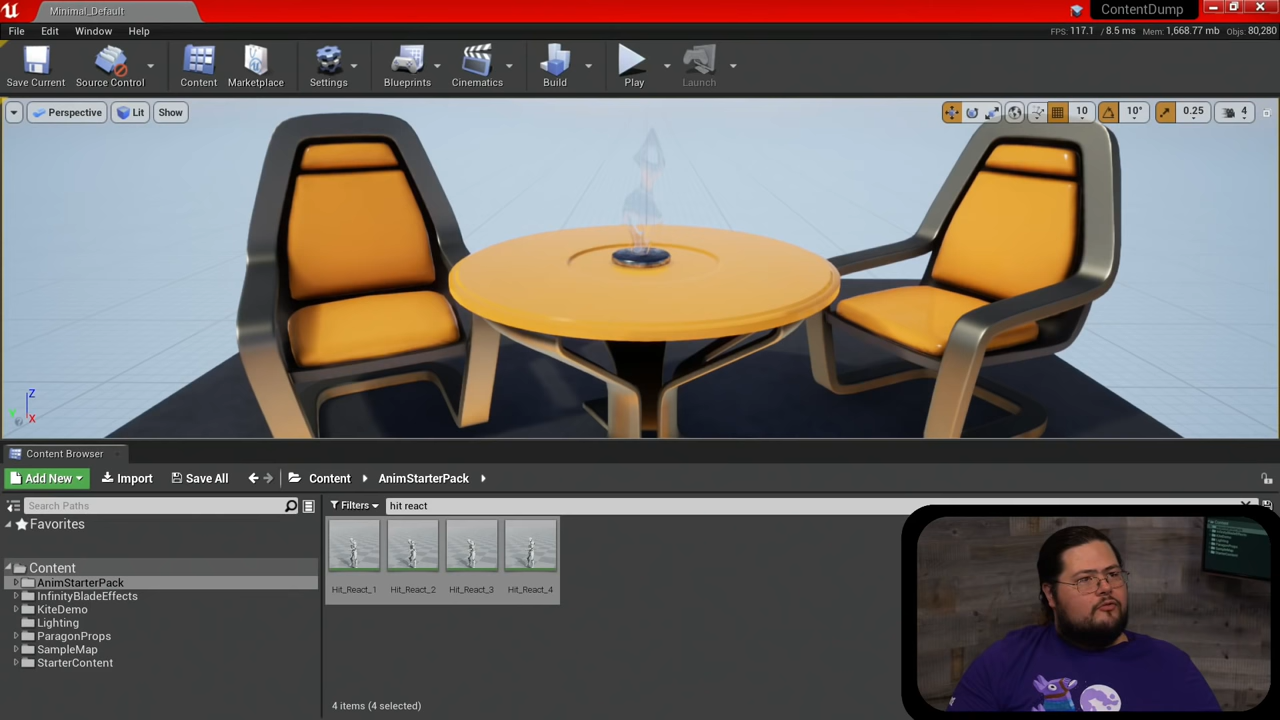 Minimal_Default
ContentDump
File Edit Window Help
FPS: 117.1 / 8.5 ms Mem: 1,668.77 mb Objs: 80,280
Save Current
Source Control
Content
Marketplace
Settings
Blueprints
Cinematics
Build
Play
Launch
Perspective
Lit
Show
10
10°
0.25
4
Z
X
Content Browser
Add New
Import
Save All
Content
AnimStarterPack
Search Paths
Filters
hit react
Favorites
Content
AnimStarterPack
InfinityBladeEffects
KiteDemo
Lighting
ParagonProps
SampleMap
StarterContent
Hit_React_1
Hit_React_2
Hit_React_3
Hit_React_4
4 items (4 selected)